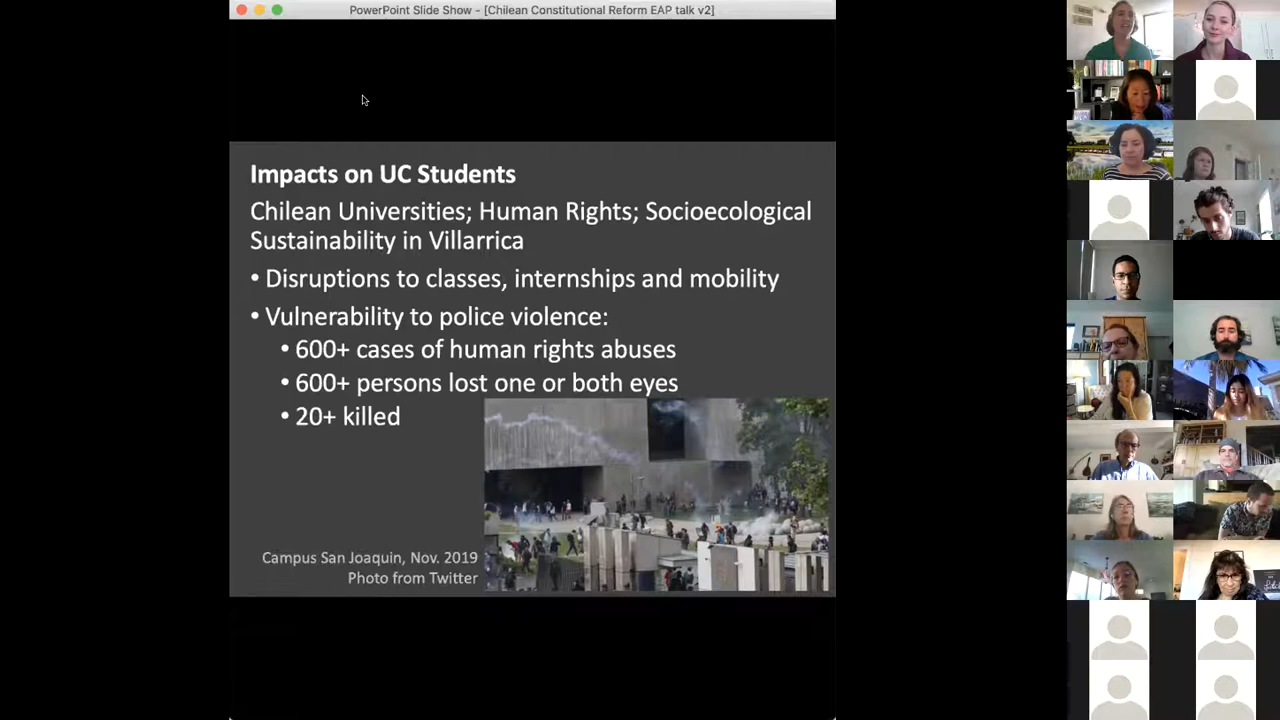 PowerPoint Slide Show - [Chilean Constitutional Reform EAP talk v2]
Impacts on UC Students
Chilean Universities; Human Rights; Socioecological
Sustainability in Villarrica
• Disruptions to classes, internships and mobility
• Vulnerability to police violence:
• 600+ cases of human rights abuses
• 600+ persons lost one or both eyes
• 20+ killed
Campus San Joaquin, Nov. 2019
Photo from Twitter